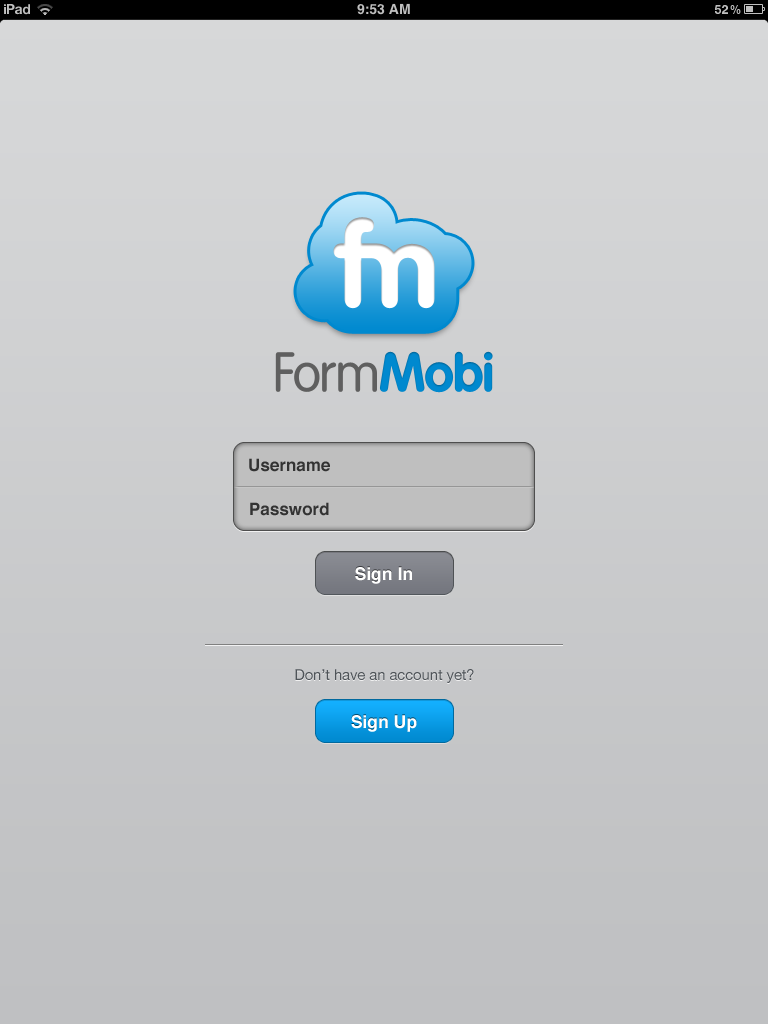 iPad 9:53 AM 52%
fm
FormMobi
Username
Password
Sign In
Don't have an account yet?
Sign Up